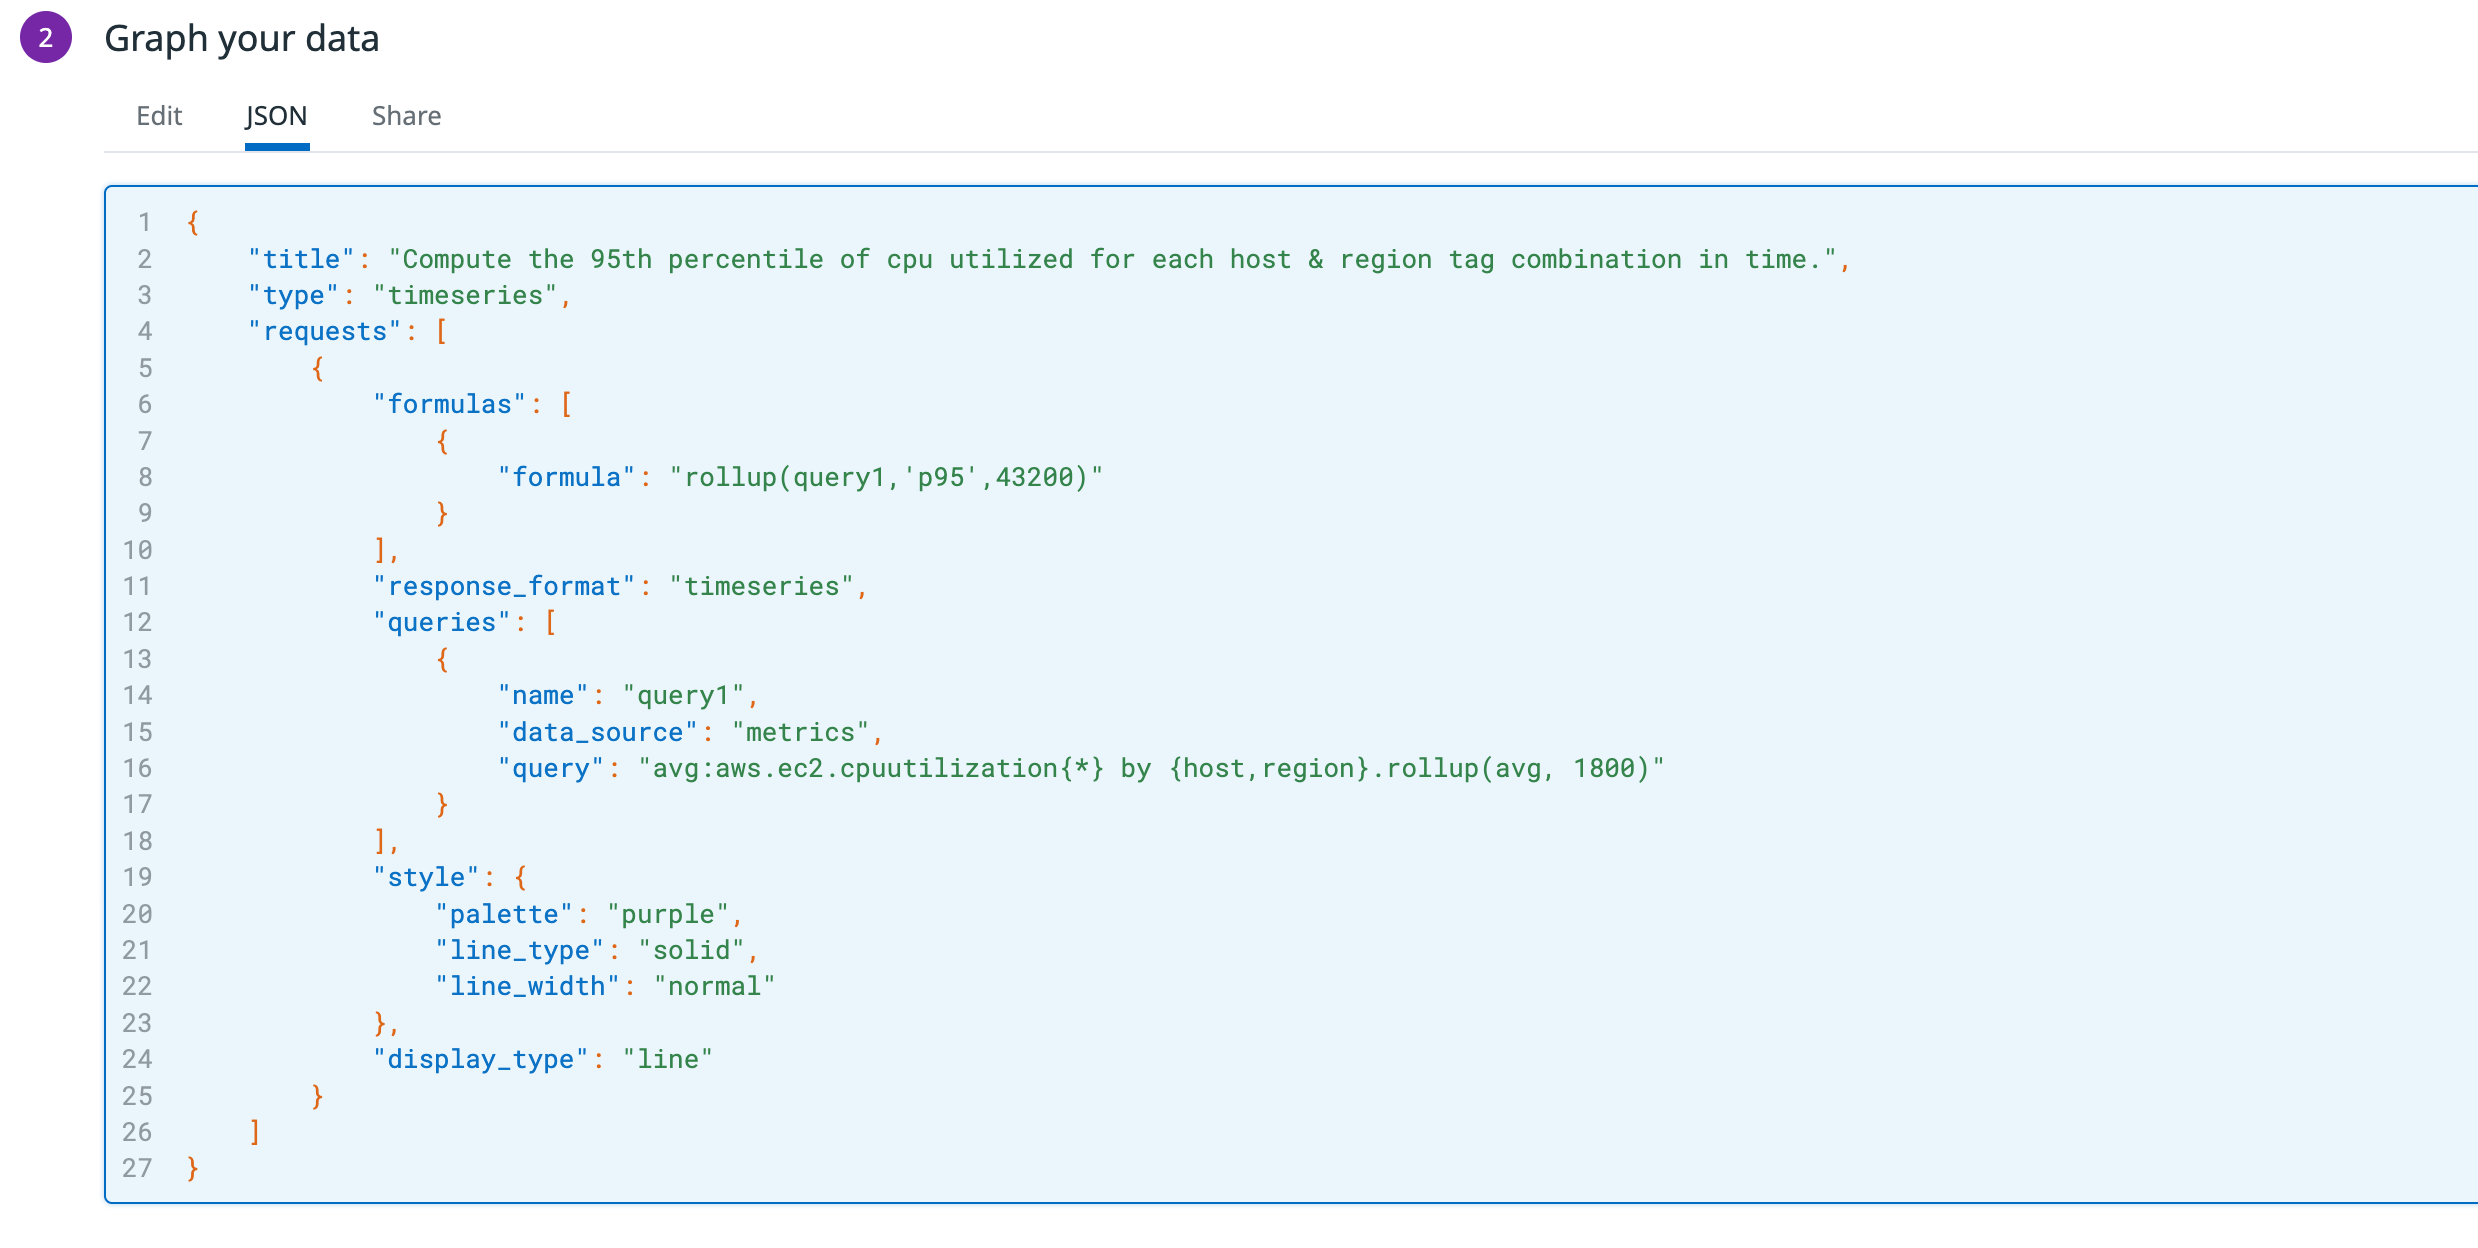 2 Graph your data
Edit JSON Share
1 {
2 "title": "Compute the 95th percentile of cpu utilized for each host & region tag combination in time.",
3 "type": "timeseries",
4 "requests": [
5 {
6 "formulas": [
7 {
8 "formula": "rollup(query1,'p95',43200)"
9 }
10 ],
11 "response_format": "timeseries",
12 "queries": [
13 {
14 "name": "query1",
15 "data_source": "metrics",
16 "query": "avg:aws.ec2.cpuutilization{*} by {host,region}.rollup(avg, 1800)"
17 }
18 ],
19 "style": {
20 "palette": "purple",
21 "line_type": "solid",
22 "line_width": "normal"
23 },
24 "display_type": "line"
25 }
26 ]
27 }